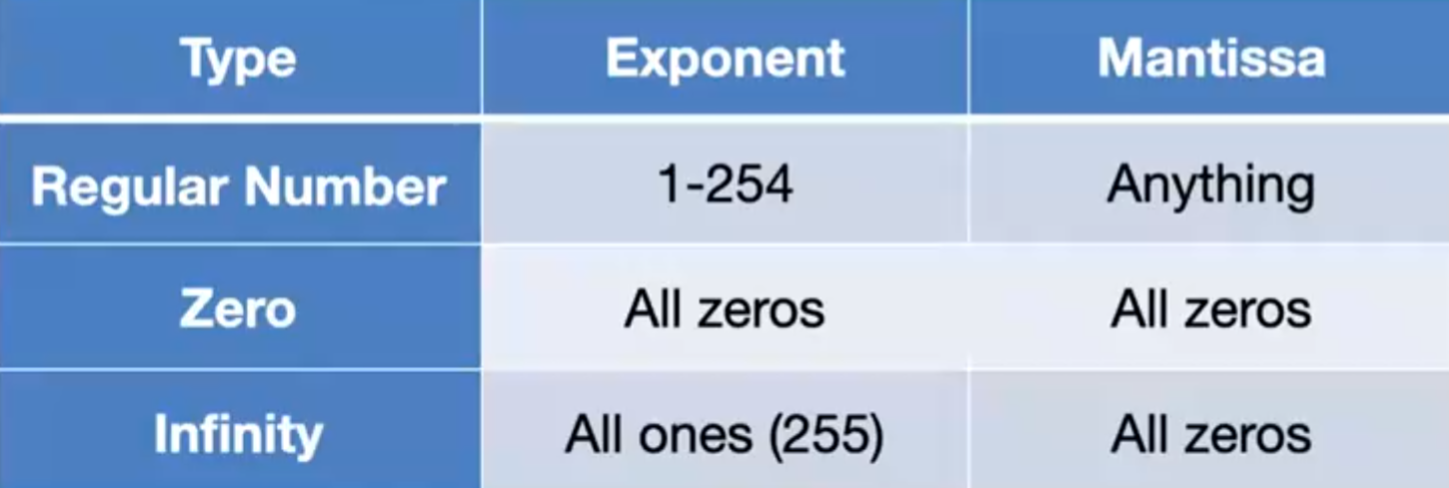 Type Exponent Mantissa
Regular Number 1-254 Anything
Zero All zeros All zeros
Infinity All ones (255) All zeros